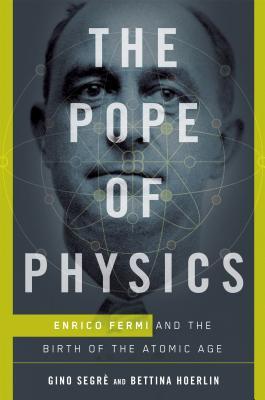 THE
POPE
OF
PHYSICS
ENRICO FERMI AND THE
BIRTH OF THE ATOMIC AGE
GINO SEGRÈ AND BETTINA HOERLIN